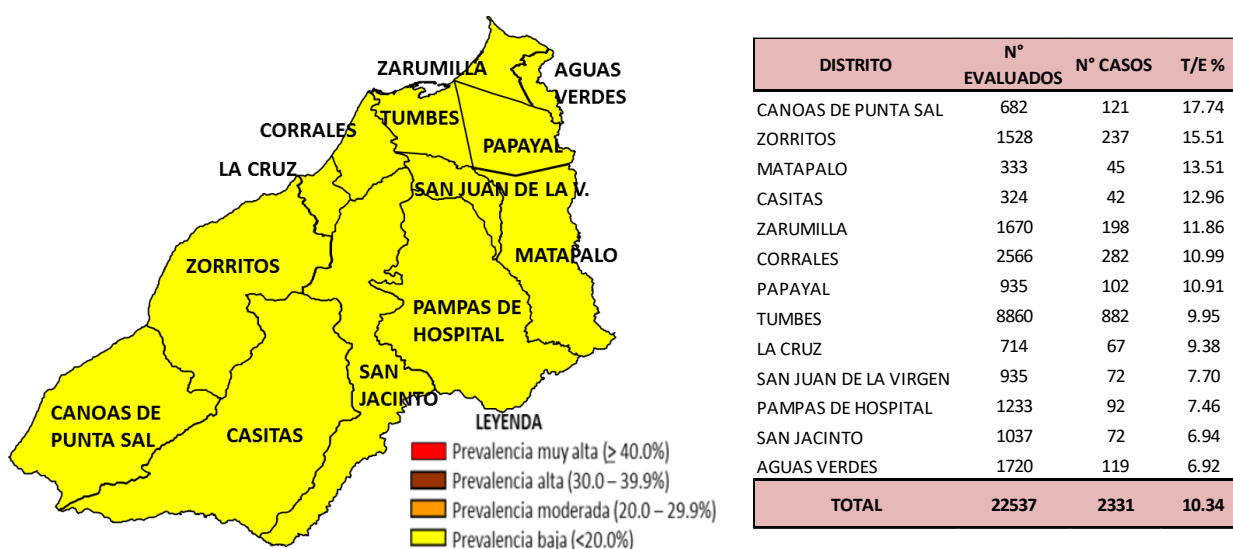 ZARUMILLA
AGUAS
VERDES
CORRALES
TUMBES
PAPAYAL
LA CRUZ
SAN JUAN DE LA V.
ZORRITOS
MATAPALO
PAMPAS DE
HOSPITAL
SAN
JACINTO
CANOAS DE
PUNTA SAL
CASITAS
LEYENDA
Prevalencia muy alta (≥ 40.0%)
Prevalencia alta (30.0 – 39.9%)
Prevalencia moderada (20.0 – 29.9%)
Prevalencia baja (<20.0%)
DISTRITO N° EVALUADOS N° CASOS T/E %
CANOAS DE PUNTA SAL 682 121 17.74
ZORRITOS 1528 237 15.51
MATAPALO 333 45 13.51
CASITAS 324 42 12.96
ZARUMILLA 1670 198 11.86
CORRALES 2566 282 10.99
PAPAYAL 935 102 10.91
TUMBES 8860 882 9.95
LA CRUZ 714 67 9.38
SAN JUAN DE LA VIRGEN 935 72 7.70
PAMPAS DE HOSPITAL 1233 92 7.46
SAN JACINTO 1037 72 6.94
AGUAS VERDES 1720 119 6.92
TOTAL 22537 2331 10.34